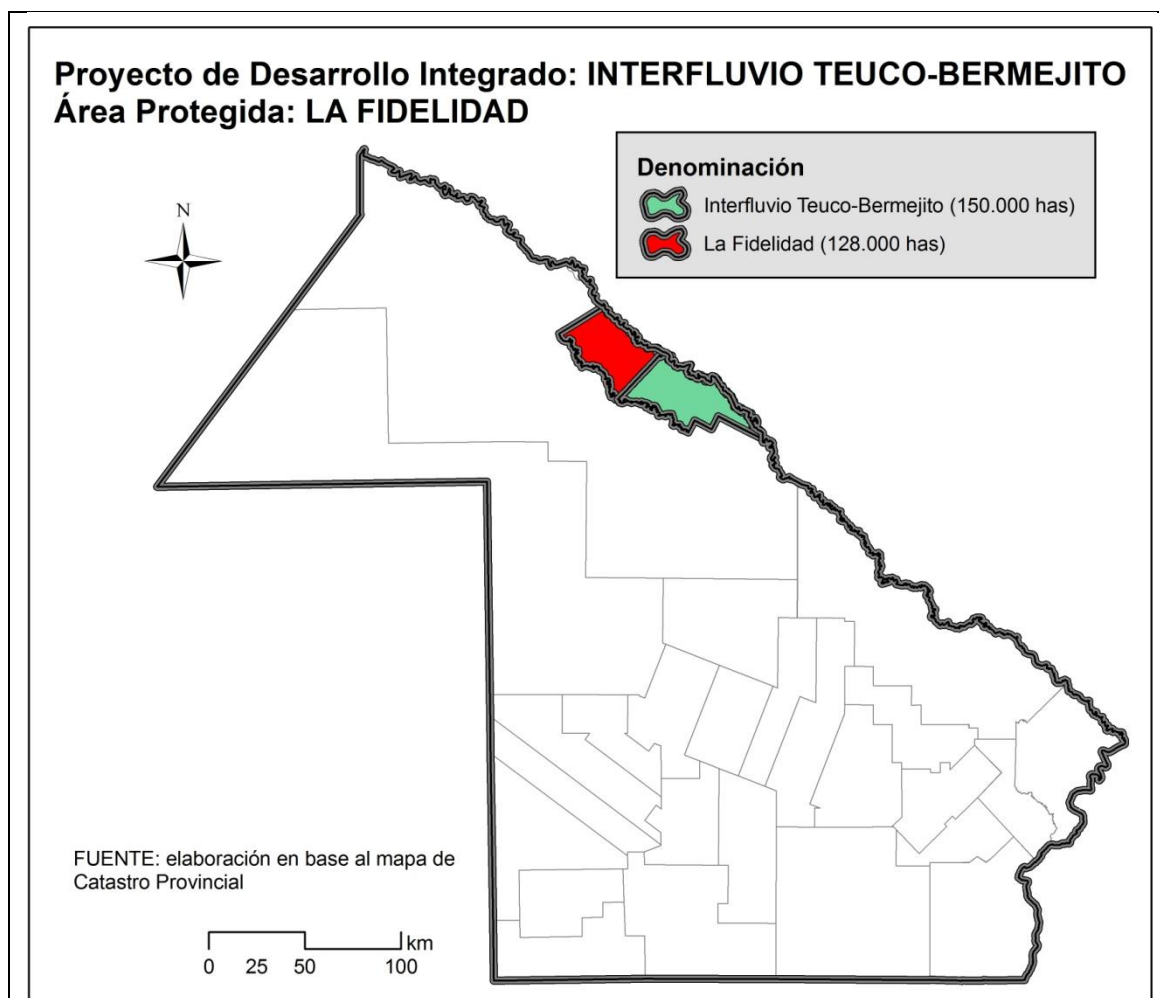 Proyecto de Desarrollo Integrado: INTERFLUVIO TEUCO-BERMEJITO
Área Protegida: LA FIDELIDAD
Denominación
Interfluvio Teuco-Bermejito (150.000 has)
La Fidelidad (128.000 has)
N
FUENTE: elaboración en base al mapa de
Catastro Provincial
km
0 25 50 100